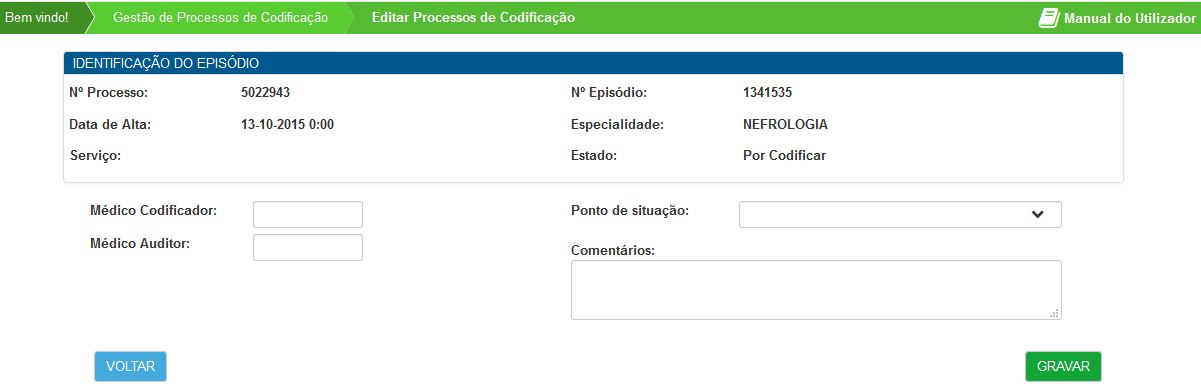 Bem vindo! Gestão de Processos de Codificação Editar Processos de Codificação Manual do Utilizador
IDENTIFICAÇÃO DO EPISÓDIO
Nº Processo: 5022943 Nº Episódio: 1341535
Data de Alta: 13-10-2015 0:00 Especialidade: NEFROLOGIA
Serviço: Estado: Por Codificar
Médico Codificador: Ponto de situação:
Médico Auditor:
Comentários:
VOLTAR GRAVAR